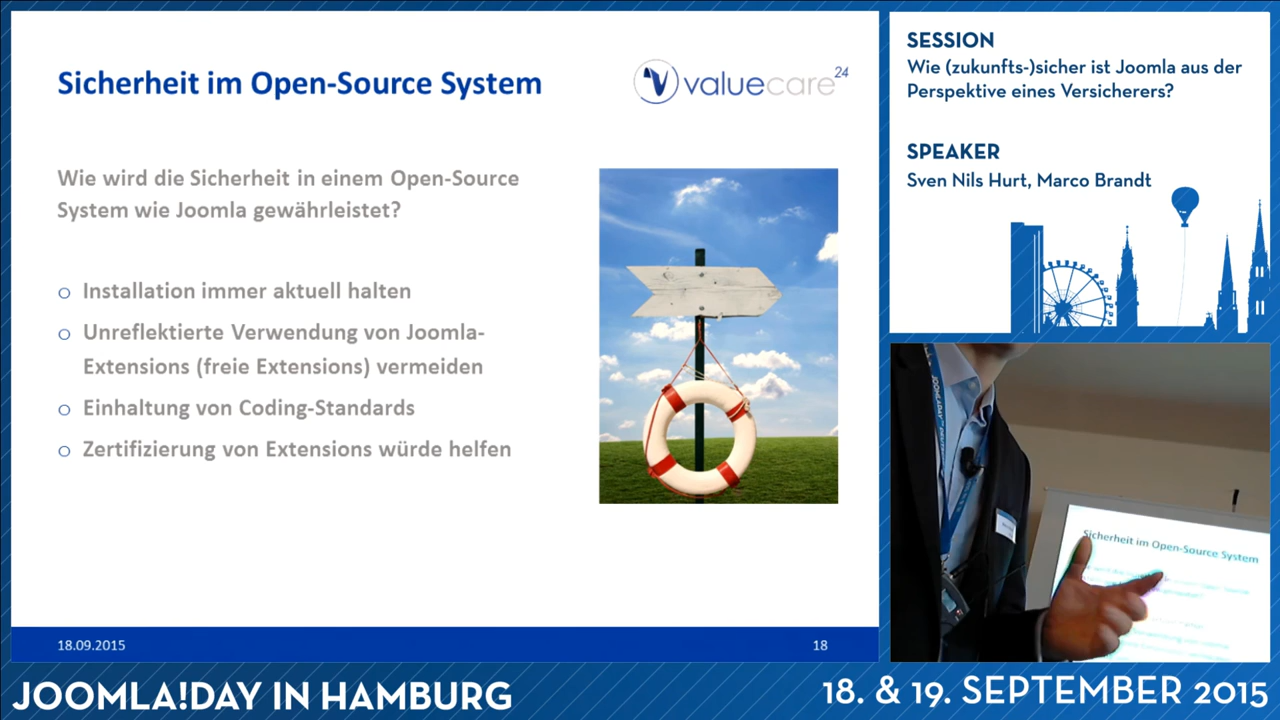 Sicherheit im Open-Source System
valuecare24
Wie wird die Sicherheit in einem Open-Source
System wie Joomla gewährleistet?
Installation immer aktuell halten
Unreflektierte Verwendung von Joomla-
Extensions (freie Extensions) vermeiden
Einhaltung von Coding-Standards
Zertifizierung von Extensions würde helfen
18.09.2015
18
SESSION
Wie (zukunfts-)sicher ist Joomla aus der
Perspektive eines Versicherers?
SPEAKER
Sven Nils Hurt, Marco Brandt
Sicherheit im Open-Source System
JOOMLA!DAY IN HAMBURG
18. & 19. SEPTEMBER 2015